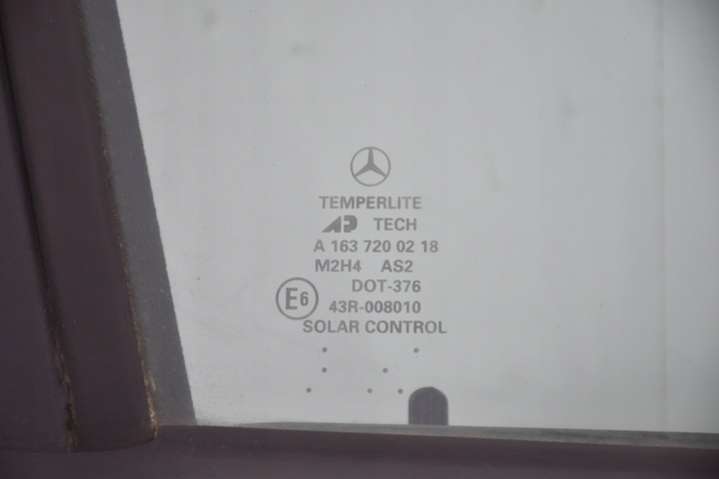 TEMPERLITE
AP TECH
A 163 720 02 18
M2H4 AS2
DOT-376
E6 43R-008010
SOLAR CONTROL